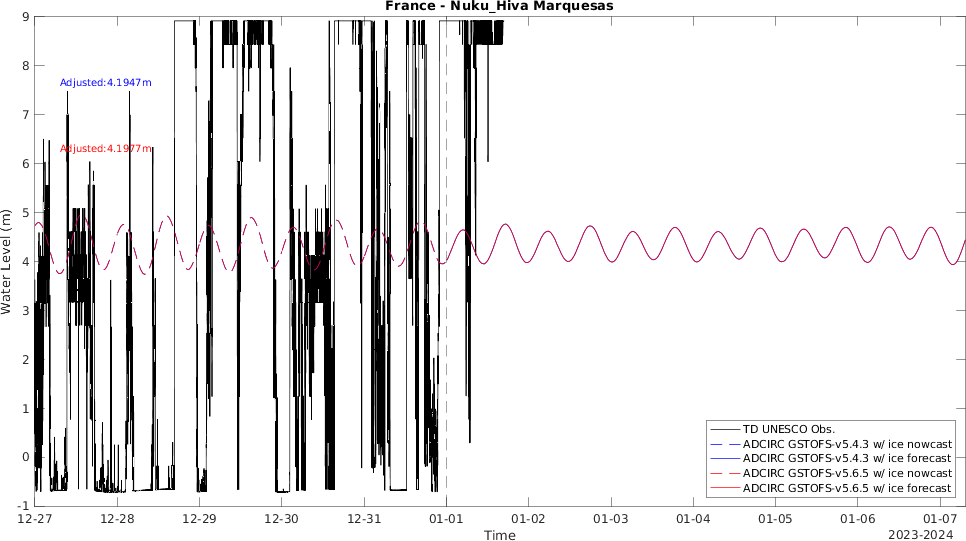 France - Nuku_Hiva Marquesas
9
8
7
6
5
4
3
2
1
0
-1
Water Level (m)
Adjusted:4.1947m
Adjusted:4.1977m
TD UNESCO Obs.
ADCIRC GSTOFS-v5.4.3 w/ ice nowcast
ADCIRC GSTOFS-v5.4.3 w/ ice forecast
ADCIRC GSTOFS-v5.6.5 w/ ice nowcast
ADCIRC GSTOFS-v5.6.5 w/ ice forecast
12-27 12-28 12-29 12-30 12-31 01-01 01-02 01-03 01-04 01-05 01-06 01-07
Time
2023-2024